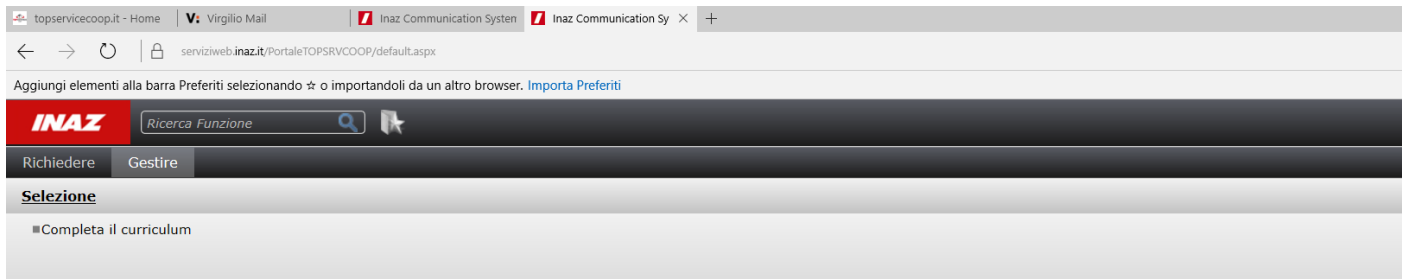 topservicecoop.it - Home V: Virgilio Mail Inaz Communication System Inaz Communication Sy
serviziweb.inaz.it/PortaleTOPSRVCOOP/default.aspx
Aggiungi elementi alla barra Preferiti selezionando ☆ o importandoli da un altro browser. Importa Preferiti
INAZ Ricerca Funzione
Richiedere Gestire
Selezione
Completa il curriculum